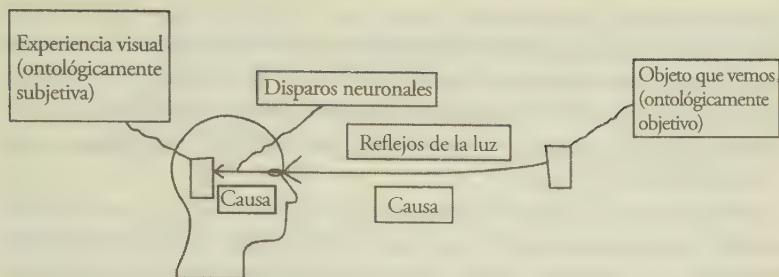 Experiencia visual
(ontológicamente
subjetiva)
Disparos neuronales
Objeto que vemos
(ontológicamente
objetivo)
Reflejos de la luz
Causa
Causa